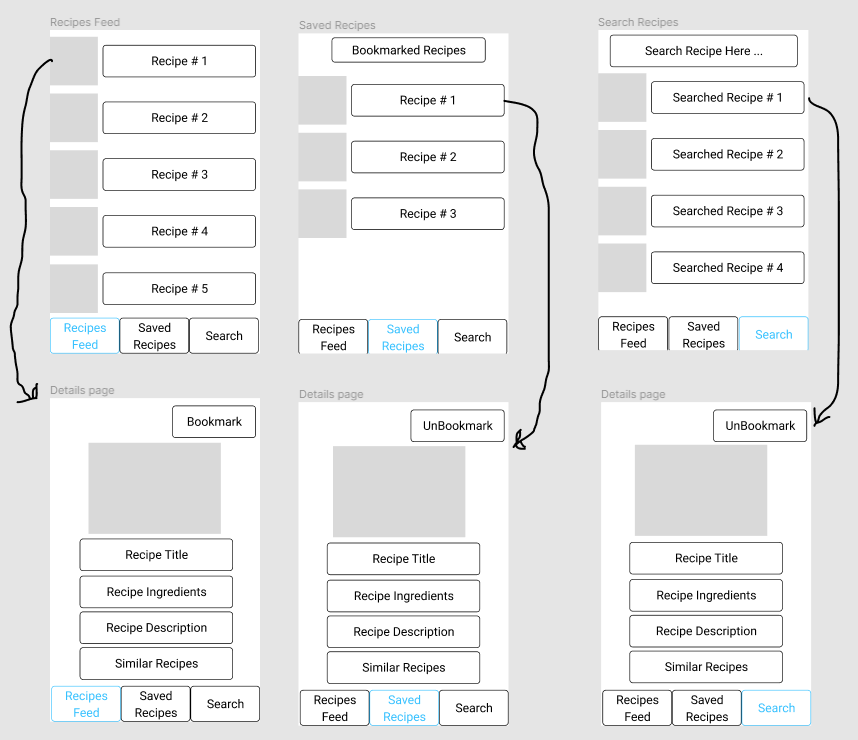 Recipes Feed
Recipe # 1
Recipe # 2
Recipe # 3
Recipe # 4
Recipe # 5
Recipes
Feed
Saved
Recipes
Search
Saved Recipes
Bookmarked Recipes
Recipe # 1
Recipe # 2
Recipe # 3
Recipes
Feed
Saved
Recipes
Search
Search Recipes
Search Recipe Here ...
Searched Recipe # 1
Searched Recipe # 2
Searched Recipe # 3
Searched Recipe # 4
Recipes
Feed
Saved
Recipes
Search
Details page
Bookmark
Recipe Title
Recipe Ingredients
Recipe Description
Similar Recipes
Recipes
Feed
Saved
Recipes
Search
Details page
UnBookmark
Recipe Title
Recipe Ingredients
Recipe Description
Similar Recipes
Recipes
Feed
Saved
Recipes
Search
Details page
UnBookmark
Recipe Title
Recipe Ingredients
Recipe Description
Similar Recipes
Recipes
Feed
Saved
Recipes
Search